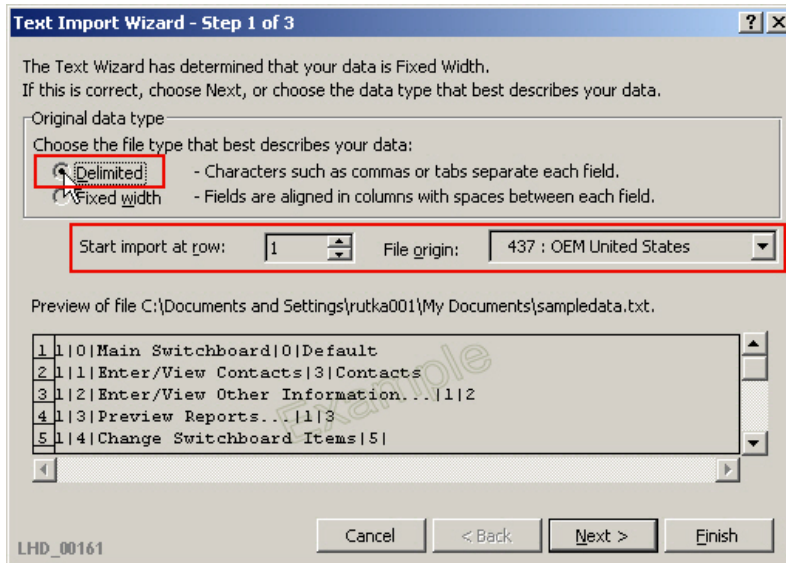 Text Import Wizard - Step 1 of 3
The Text Wizard has determined that your data is Fixed Width.
If this is correct, choose Next, or choose the data type that best describes your data.
Original data type
Choose the file type that best describes your data:
Delimited - Characters such as commas or tabs separate each field.
Fixed width - Fields are aligned in columns with spaces between each field.
Start import at row: 1 File origin: 437 : OEM United States
Preview of file C:\Documents and Settings\rutka001\My Documents\sampledata.txt.
1 1|0|Main Switchboard|0|Default
2 1|1|Enter/View Contacts|3|Contacts
3 1|2|Enter/View Other Information...|1|2
4 1|3|Preview Reports...|1|3
5 1|4|Change Switchboard Items|5|
Example
Cancel < Back Next > Finish
LHD_00161